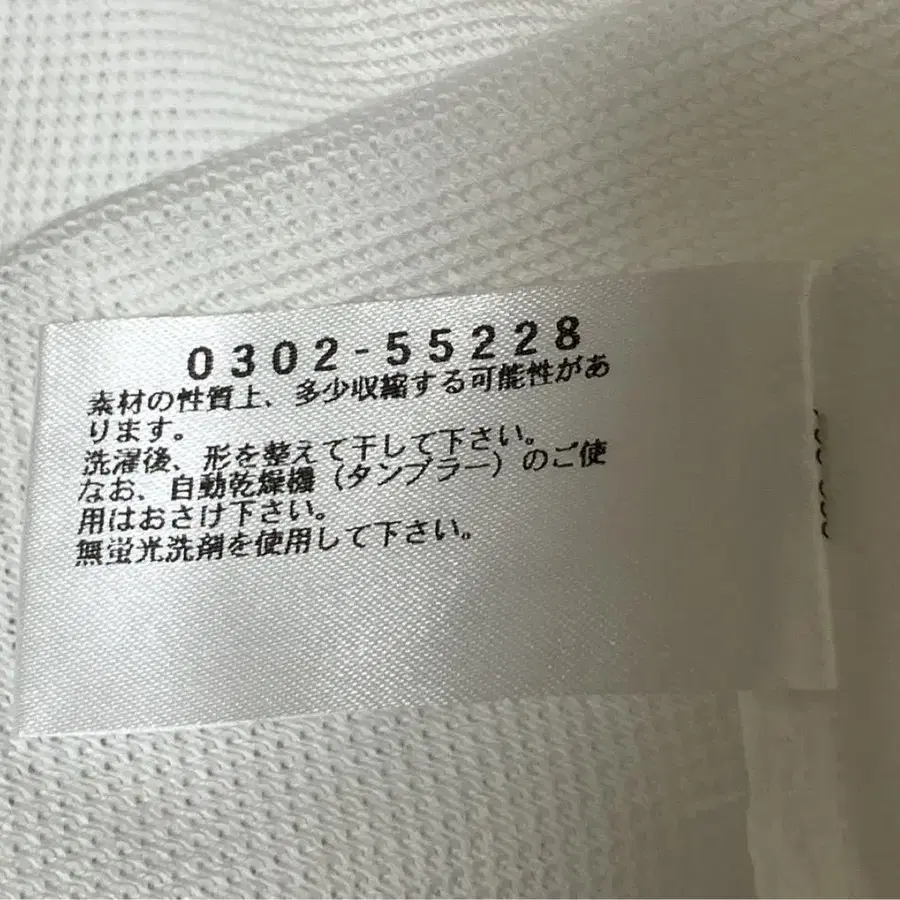 0302-55228
素材の性質上、多少収縮する可能性があ
ります。
洗濯後、形を整えて干して下さい。
なお、自動乾燥機（タンブラー）のご使
用はおさけ下さい。
無蛍光洗剤を使用して下さい。